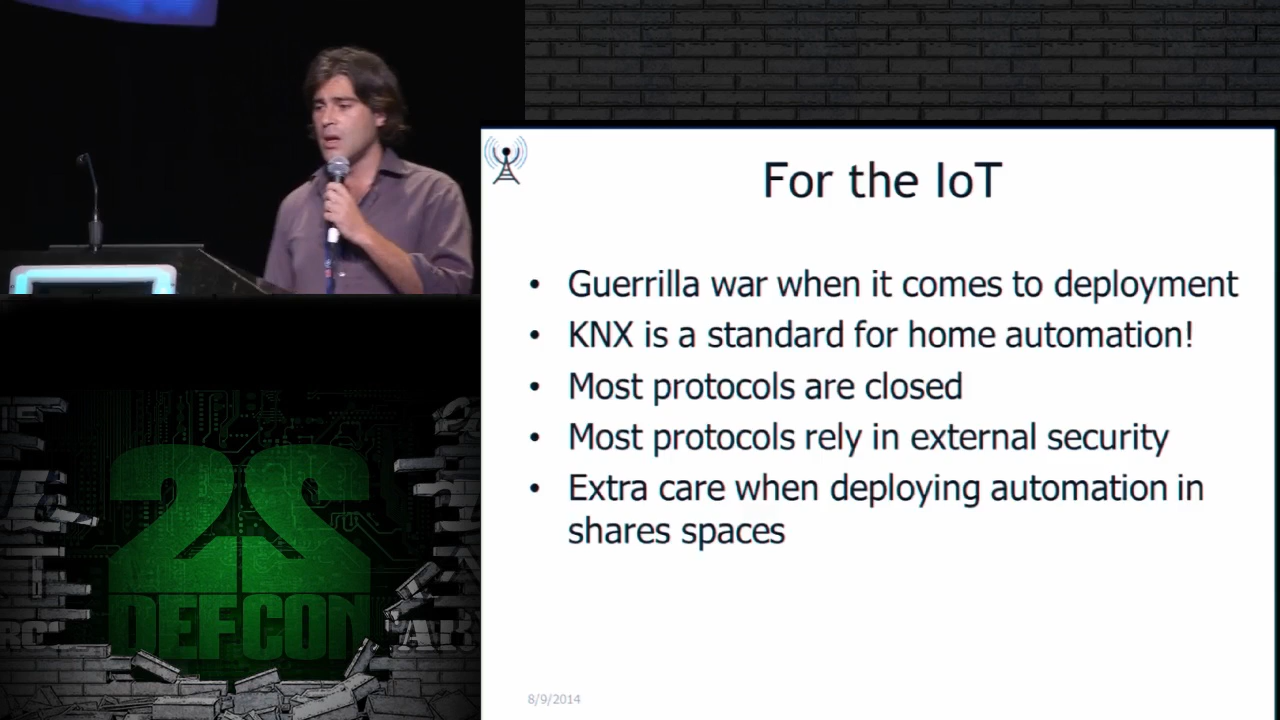 For the IoT
• Guerrilla war when it comes to deployment
• KNX is a standard for home automation!
• Most protocols are closed
• Most protocols rely in external security
• Extra care when deploying automation in
shares spaces
8/9/2014
22
DEFCON